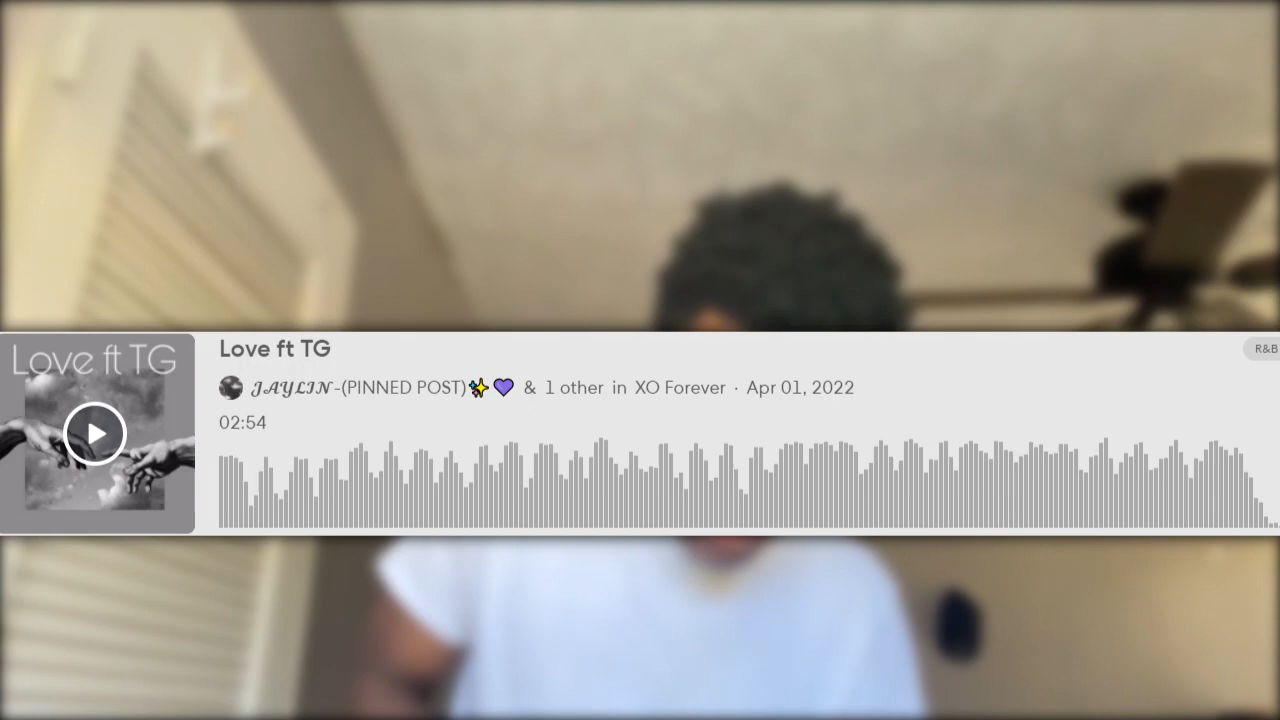 Love ft TG
Love ft TG
R&B
𝓙𝓐𝓨𝓛𝓘𝓝-(PINNED POST)✨💜 & 1 other in XO Forever · Apr 01, 2022
02:54